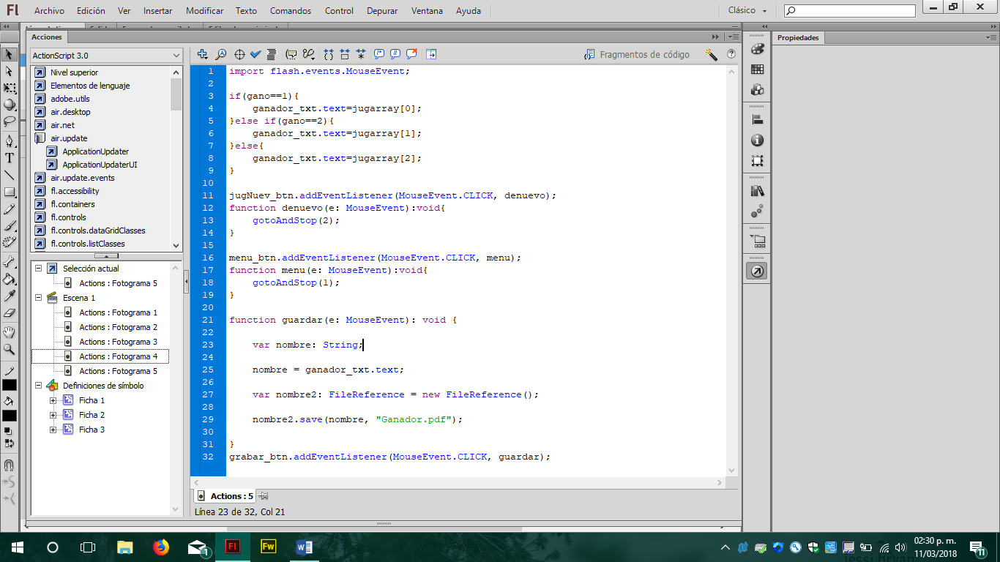 Fl Archivo Edición Ver Insertar Modificar Texto Comandos Control Depurar Ventana Ayuda Clásico
Acciones
Propiedades
ActionScript 3.0
Fragmentos de código
Nivel superior
Elementos de lenguaje
adobe.utils
air.desktop
air.net
air.update
ApplicationUpdater
ApplicationUpdaterUI
air.update.events
fl.accessibility
fl.containers
fl.controls
fl.controls.dataGridClasses
fl.controls.listClasses
Selección actual
Actions : Fotograma 5
Escena 1
Actions : Fotograma 1
Actions : Fotograma 2
Actions : Fotograma 3
Actions : Fotograma 4
Actions : Fotograma 5
Definiciones de símbolo
Ficha 1
Ficha 2
Ficha 3
1 import flash.events.MouseEvent;
2
3 if(gano==1){
4 ganador_txt.text=jugarray[0];
5 }else if(gano==2){
6 ganador_txt.text=jugarray[1];
7 }else{
8 ganador_txt.text=jugarray[2];
9 }
10
11 jugNuev_btn.addEventListener(MouseEvent.CLICK, denuevo);
12 function denuevo(e: MouseEvent):void{
13 gotoAndStop(2);
14 }
15
16 menu_btn.addEventListener(MouseEvent.CLICK, menu);
17 function menu(e: MouseEvent):void{
18 gotoAndStop(1);
19 }
20
21 function guardar(e: MouseEvent): void {
22
23 var nombre: String;
24
25 nombre = ganador_txt.text;
26
27 var nombre2: FileReference = new FileReference();
28
29 nombre2.save(nombre, "Ganador.pdf");
30
31 }
32 grabar_btn.addEventListener(MouseEvent.CLICK, guardar);
Actions : 5
Línea 23 de 32, Col 21
1
Fl
Fw
02:30 p. m.
11/03/2018
11